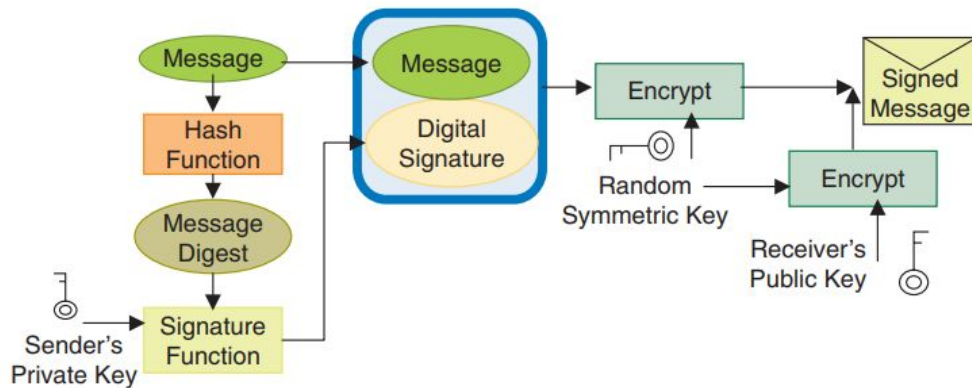 Message
Hash
Function
Message
Digest
Signature
Function
Sender's
Private Key
Message
Digital
Signature
Encrypt
Random
Symmetric Key
Encrypt
Receiver's
Public Key
Signed
Message